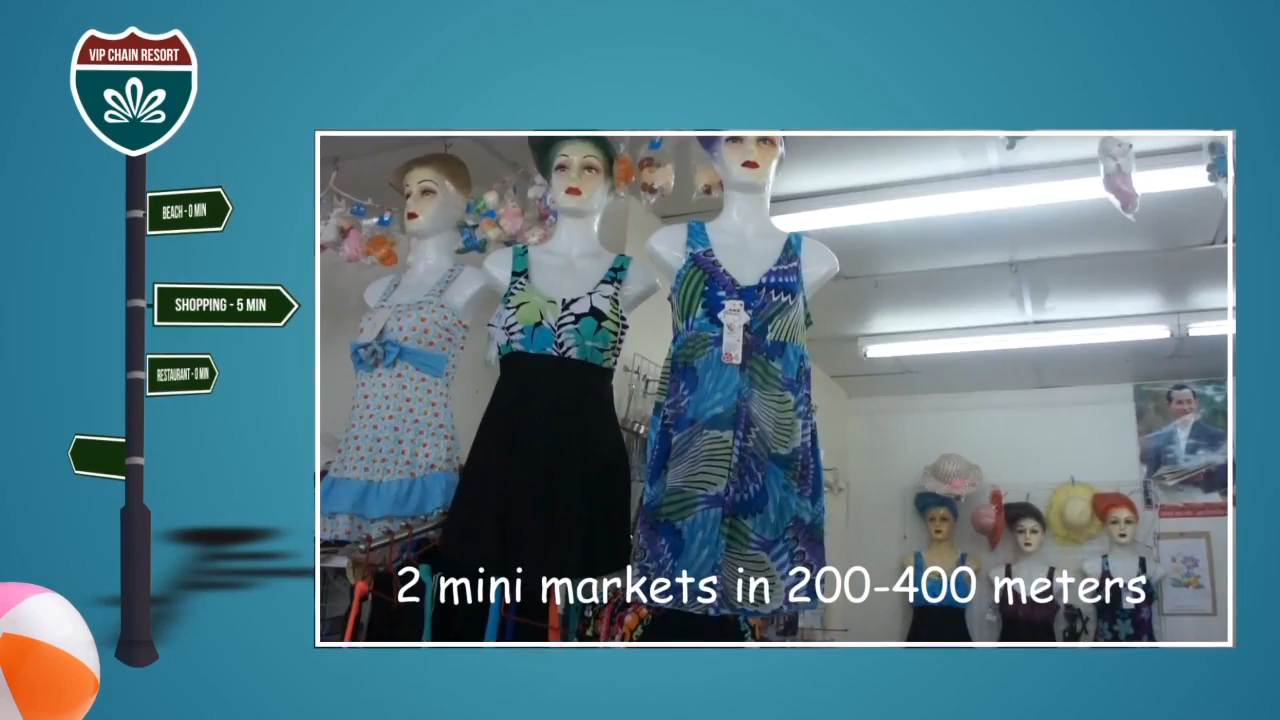 VIP CHAIN RESORT
BEACH - 0 MIN
SHOPPING - 5 MIN
RESTAURANT - 0 MIN
2 mini markets in 200-400 meters